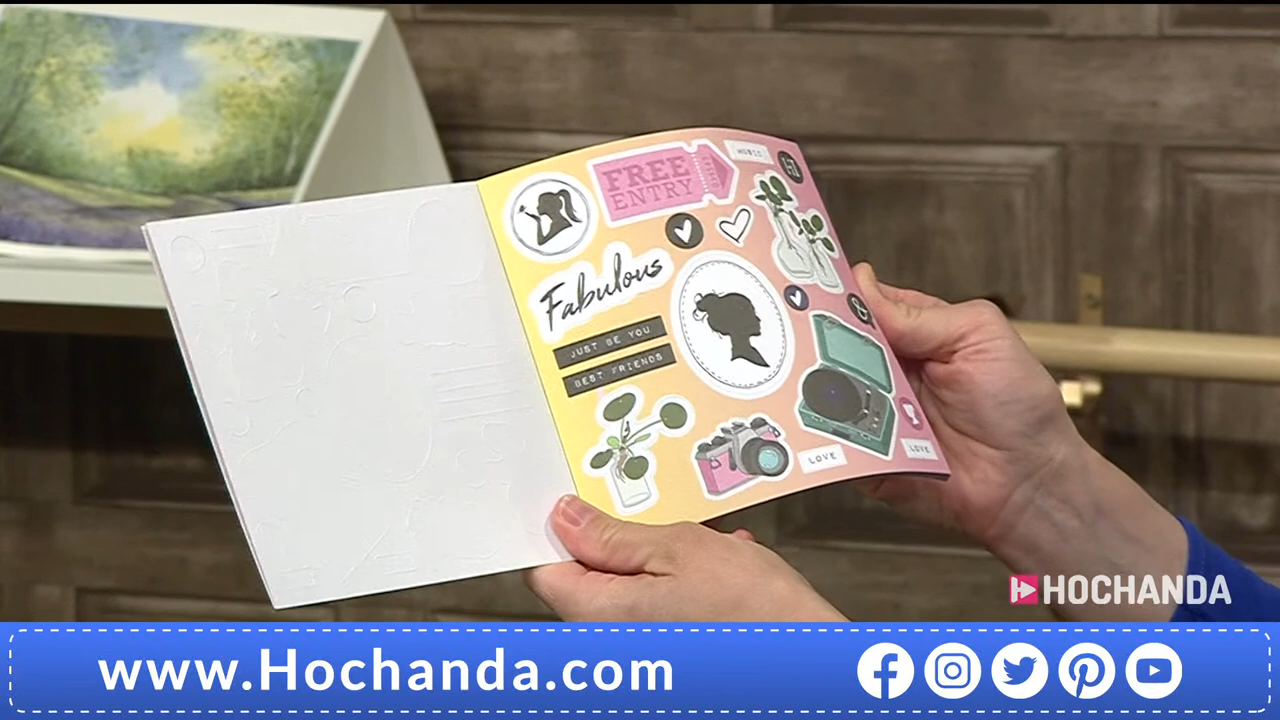 FREE
ENTRY
MUSIC
Fabulous
JUST BE YOU
BEST FRIENDS
LOVE
LOVE
HOCHANDA
www.Hochanda.com